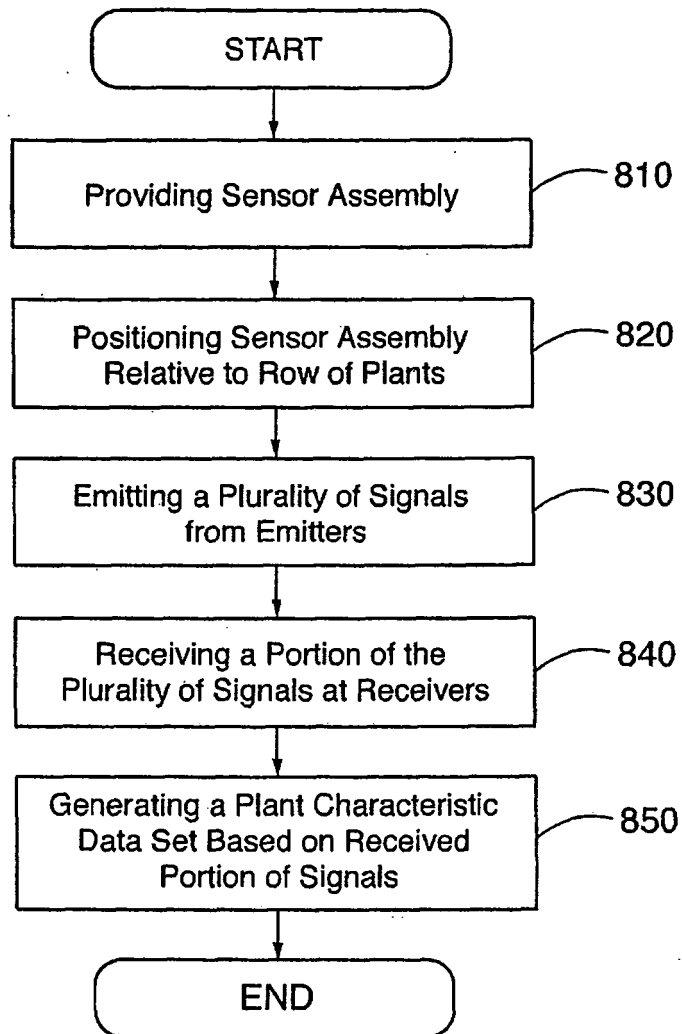 START
Providing Sensor Assembly
810
Positioning Sensor Assembly
Relative to Row of Plants
820
Emitting a Plurality of Signals
from Emitters
830
Receiving a Portion of the
Plurality of Signals at Receivers
840
Generating a Plant Characteristic
Data Set Based on Received
Portion of Signals
850
END